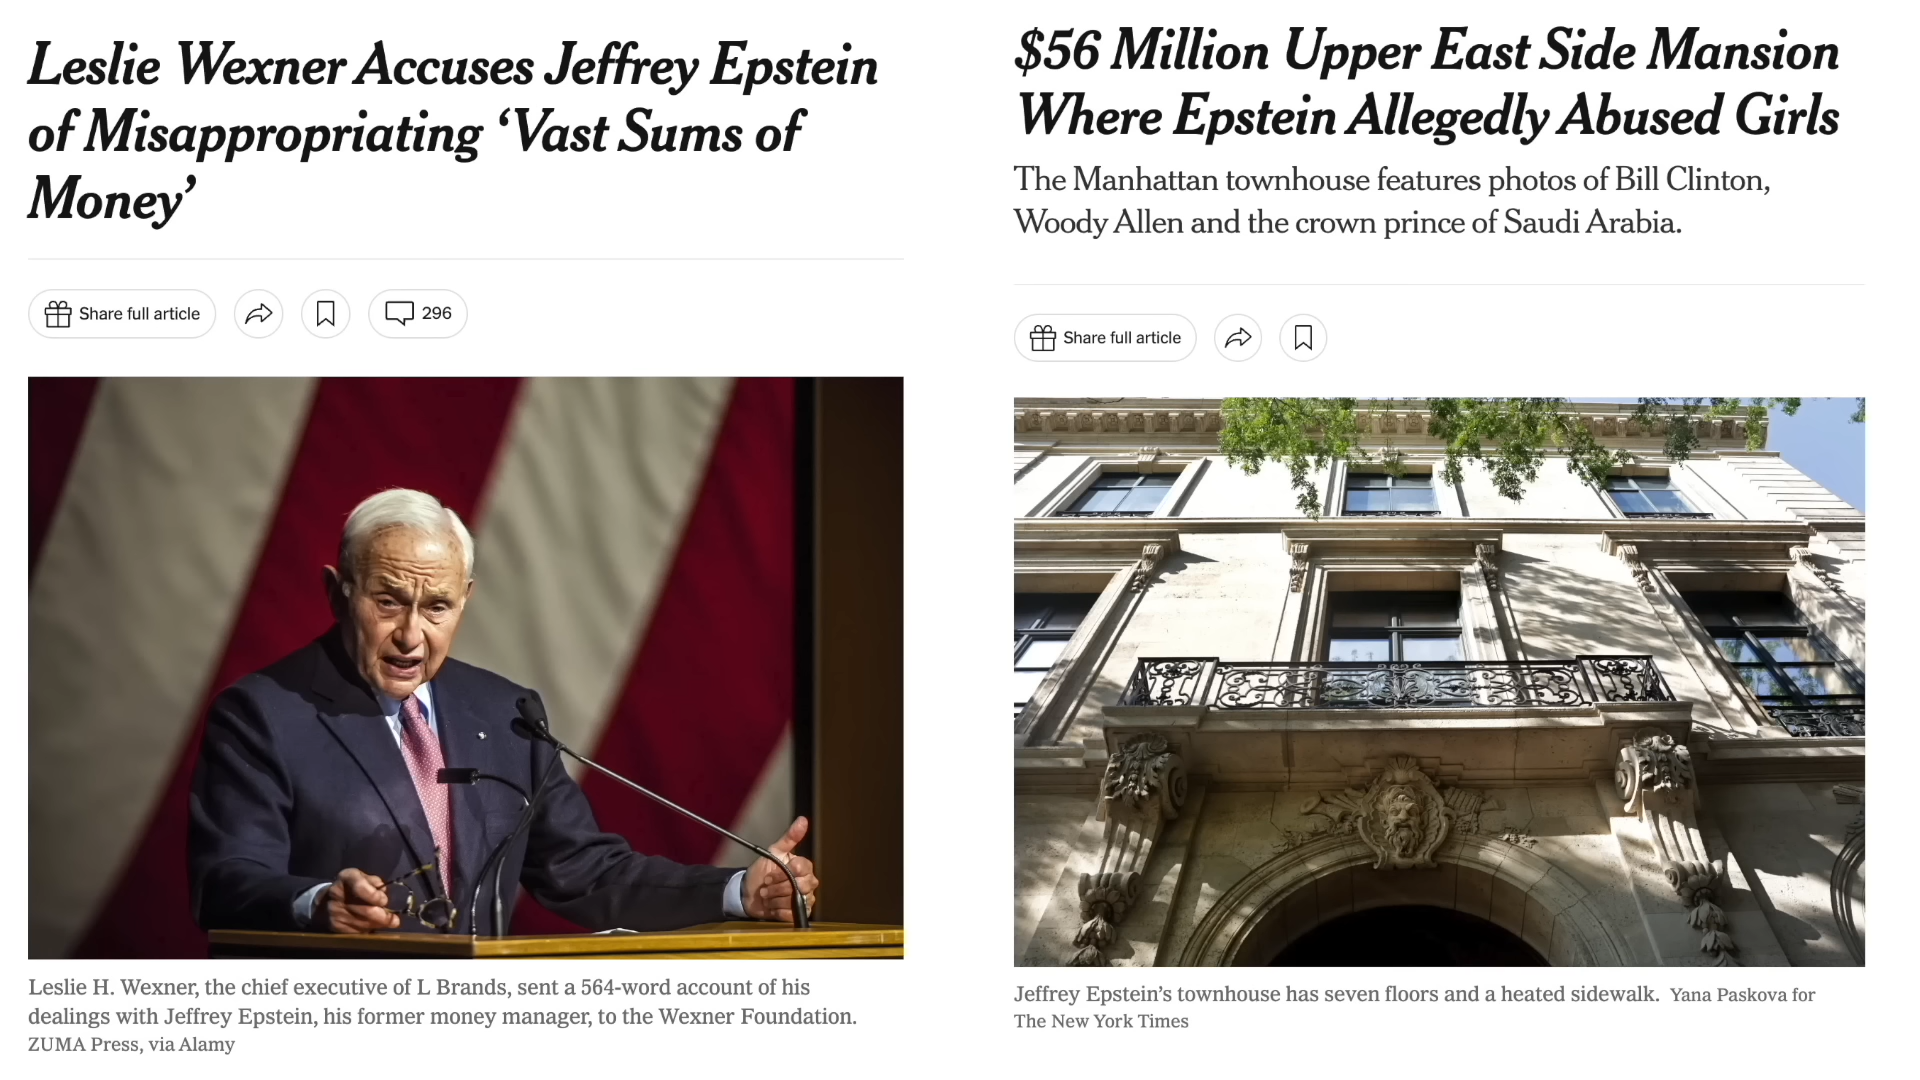 Leslie Wexner Accuses Jeffrey Epstein
of Misappropriating ‘Vast Sums of
Money’
Share full article
296
Leslie H. Wexner, the chief executive of L Brands, sent a 564-word account of his
dealings with Jeffrey Epstein, his former money manager, to the Wexner Foundation.
ZUMA Press, via Alamy
$56 Million Upper East Side Mansion
Where Epstein Allegedly Abused Girls
The Manhattan townhouse features photos of Bill Clinton,
Woody Allen and the crown prince of Saudi Arabia.
Share full article
Jeffrey Epstein’s townhouse has seven floors and a heated sidewalk. Yana Paskova for
The New York Times